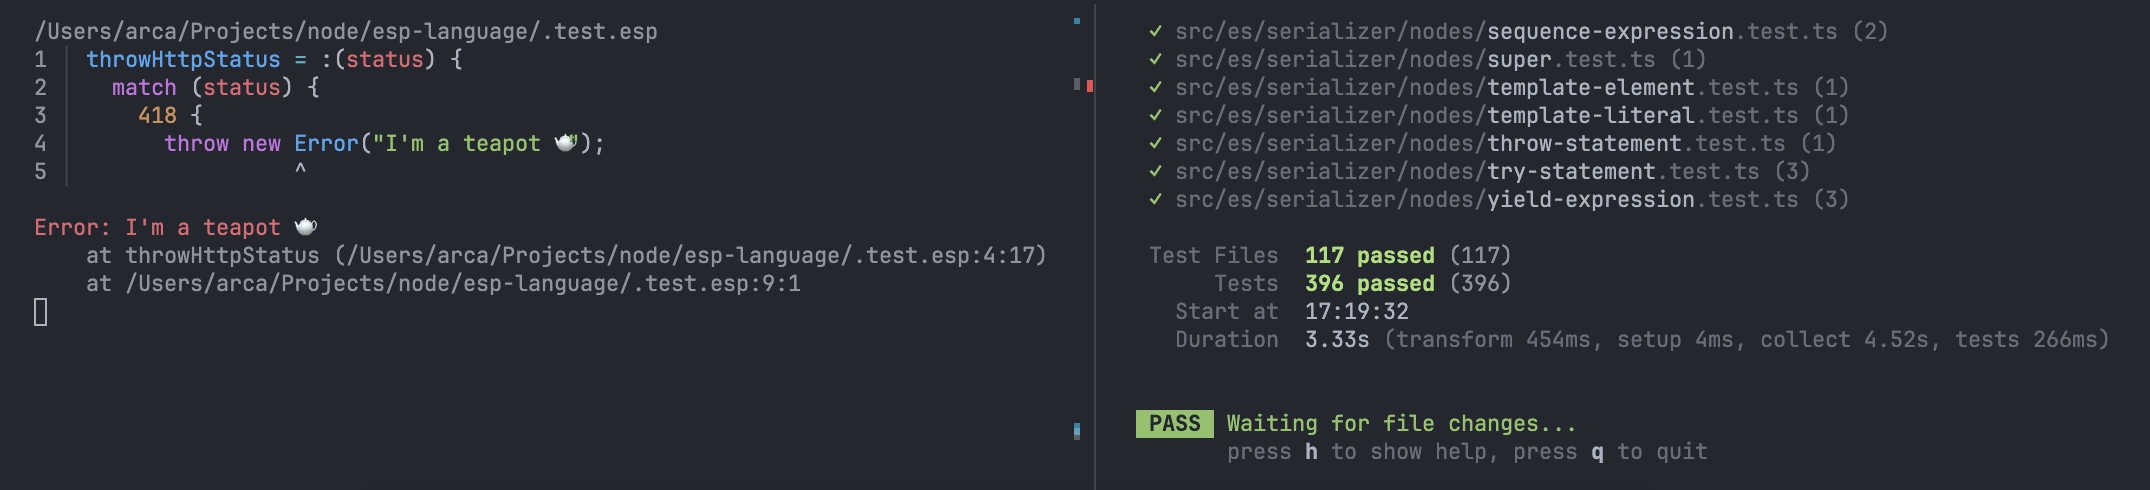 /Users/arca/Projects/node/esp-language/.test.esp
1 throwHttpStatus = :(status) {
2 match (status) {
3 418 {
4 throw new Error("I'm a teapot 🫖");
5 ^
Error: I'm a teapot 🫖
at throwHttpStatus (/Users/arca/Projects/node/esp-language/.test.esp:4:17)
at /Users/arca/Projects/node/esp-language/.test.esp:9:1
✓ src/es/serializer/nodes/sequence-expression.test.ts (2)
✓ src/es/serializer/nodes/super.test.ts (1)
✓ src/es/serializer/nodes/template-element.test.ts (1)
✓ src/es/serializer/nodes/template-literal.test.ts (1)
✓ src/es/serializer/nodes/throw-statement.test.ts (1)
✓ src/es/serializer/nodes/try-statement.test.ts (3)
✓ src/es/serializer/nodes/yield-expression.test.ts (3)
Test Files 117 passed (117)
Tests 396 passed (396)
Start at 17:19:32
Duration 3.33s (transform 454ms, setup 4ms, collect 4.52s, tests 266ms)
PASS Waiting for file changes...
press h to show help, press q to quit